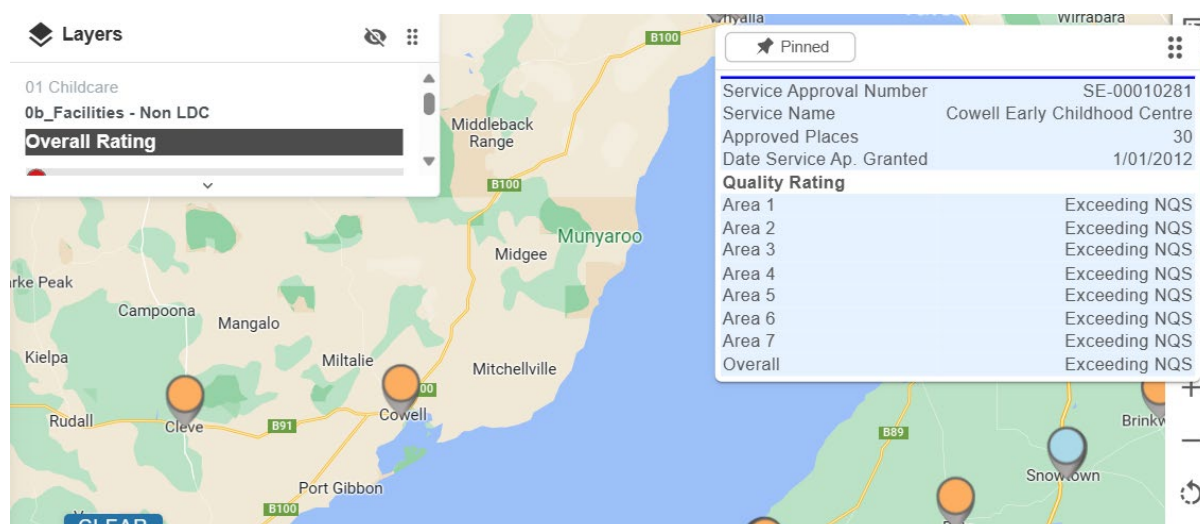 Layers
01 Childcare
0b_Facilities - Non LDC
Overall Rating
Pinned
Service Approval Number SE-00010281
Service Name Cowell Early Childhood Centre
Approved Places 30
Date Service Ap. Granted 1/01/2012
Quality Rating
Area 1 Exceeding NQS
Area 2 Exceeding NQS
Area 3 Exceeding NQS
Area 4 Exceeding NQS
Area 5 Exceeding NQS
Area 6 Exceeding NQS
Area 7 Exceeding NQS
Overall Exceeding NQS
Wirrabara
B100
Middleback
Range
B100
Munyaroo
Midgee
Campoona
Mangalo
Kielpa
Miltalie
Mitchellville
Rudall
Cleve
B91
Cowell
B89
Snowtown
Port Gibbon
B100
CLEAR